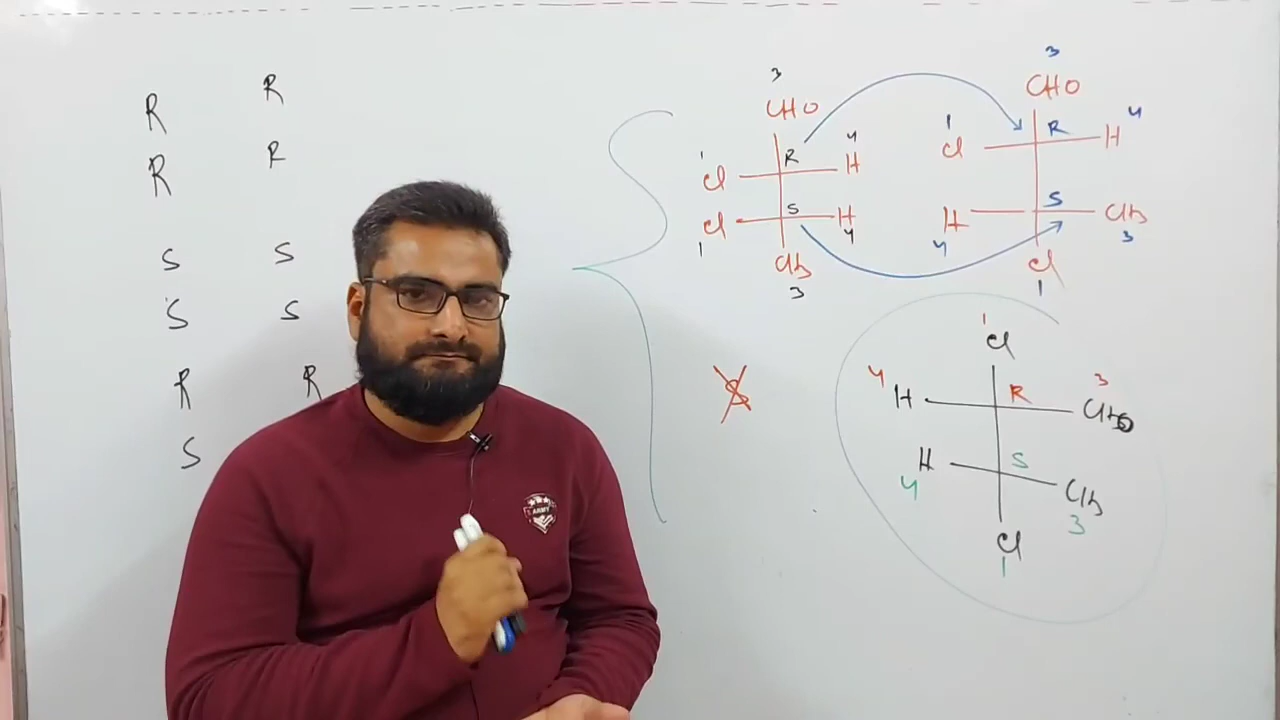 R R
R R
S S
S S
R R
S
3
CHO
1 R 4
Cl H
S
Cl H
1 4
CH3
3
3
CHO
1 R 4
Cl H
S
H CH3
4 3
Cl
1
S
1
Cl
4 R 3
H CHO
H S
4 CH3
3
Cl
1
ARMY